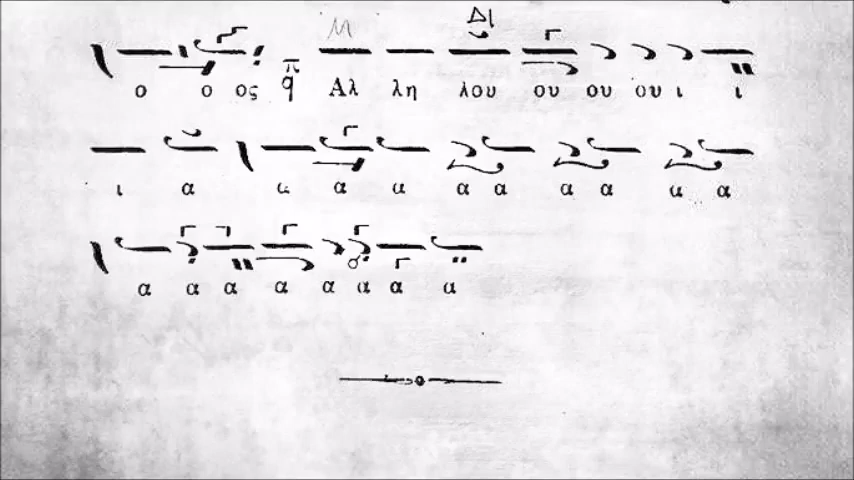 ο ο ος π q Αλ λη λου ου ου ου ι ι
ι α α α α α α α α α α
α α α α α α α α